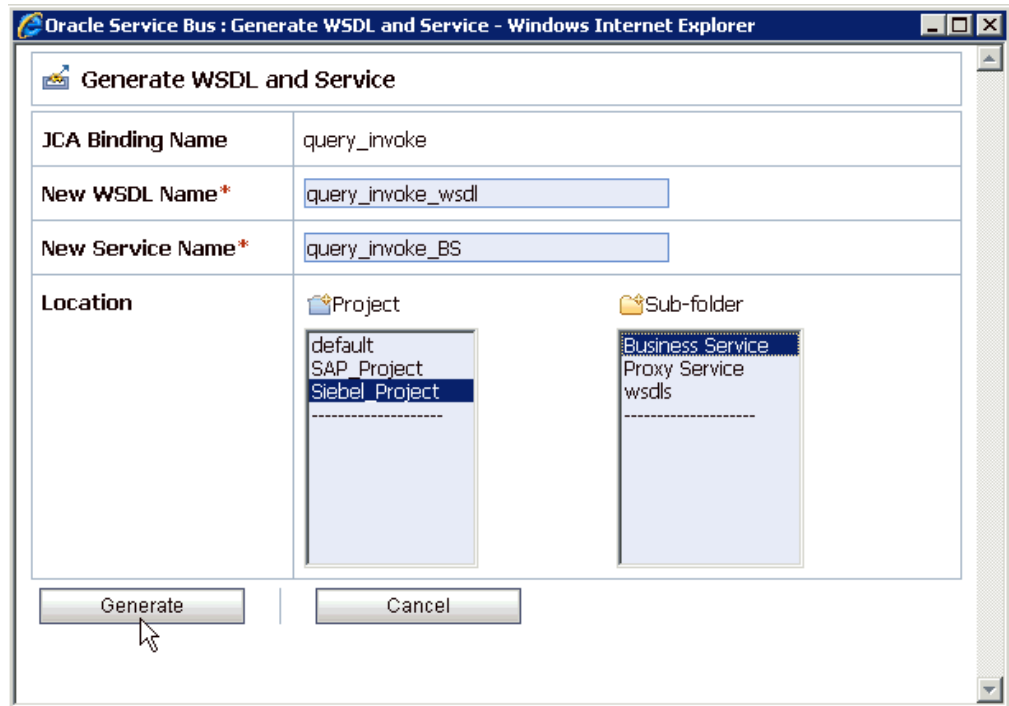 Oracle Service Bus : Generate WSDL and Service - Windows Internet Explorer
Generate WSDL and Service
JCA Binding Name query_invoke
New WSDL Name* query_invoke_wsdl
New Service Name* query_invoke_BS
Location Project Sub-folder
default Business Service
SAP_Project Proxy Service
Siebel_Project wsdls
-------------------- --------------------
Generate Cancel